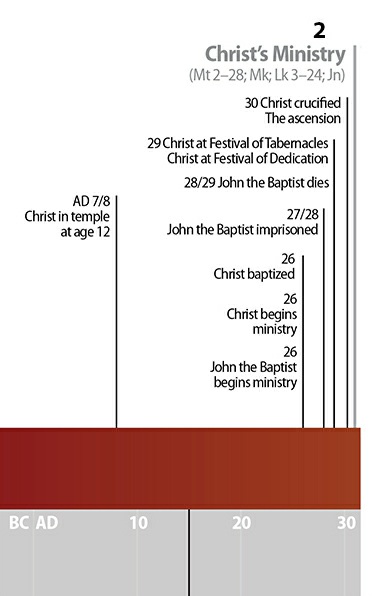 2
Christ's Ministry
(Mt 2–28; Mk; Lk 3–24; Jn)
30 Christ crucified
The ascension
29 Christ at Festival of Tabernacles
Christ at Festival of Dedication
28/29 John the Baptist dies
AD 7/8
Christ in temple
at age 12
27/28
John the Baptist imprisoned
26
Christ baptized
26
Christ begins
ministry
26
John the Baptist
begins ministry
BC AD 10 20 30